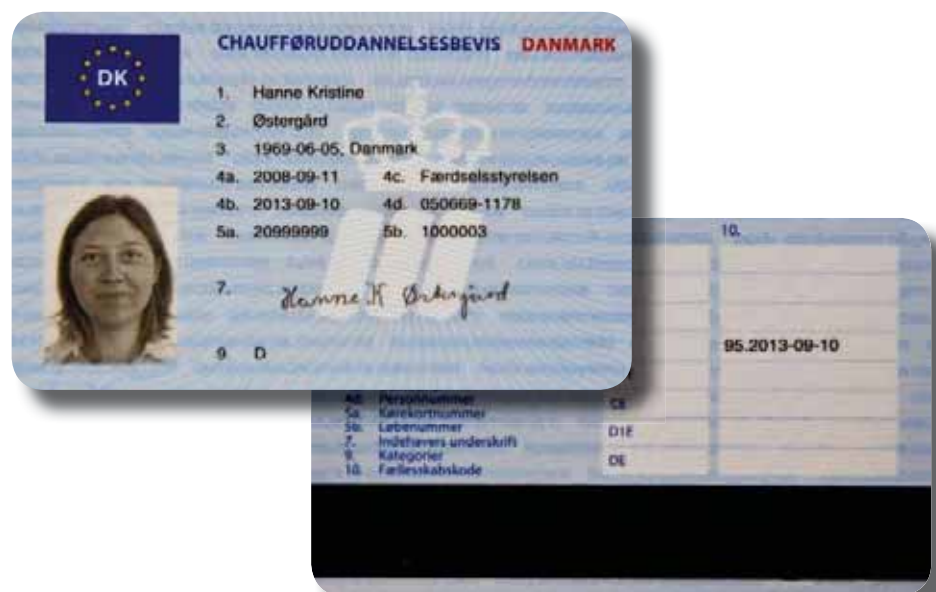 CHAUFFØRUDDANNELSESBEVIS DANMARK
DK
1. Hanne Kristine
2. Østergård
3. 1969-06-05, Danmark
4a. 2008-09-11 4c. Færdselsstyrelsen
4b. 2013-09-10 4d. 050669-1178
5a. 20999999 5b. 1000003
7. Hanne K Østergård
9 D
10.
95.2013-09-10
4d. Personnummer
5a. Kørekortnummer
5b. Løbenummer
7. Indehavers underskrift
9. Kategorier
10. Fællesskabskode
CE
D1E
DE